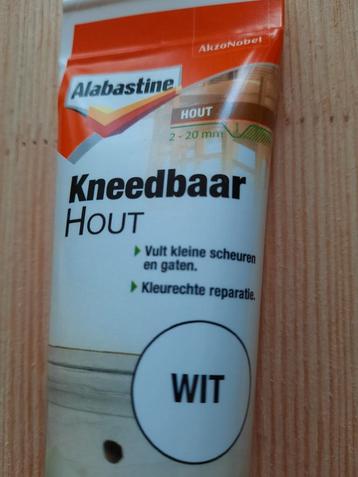 AkzoNobel
Alabastine
HOUT
2 - 20 mm
Kneedbaar
HOUT
Vult kleine scheuren
en gaten.
Kleurechte reparatie.
WIT